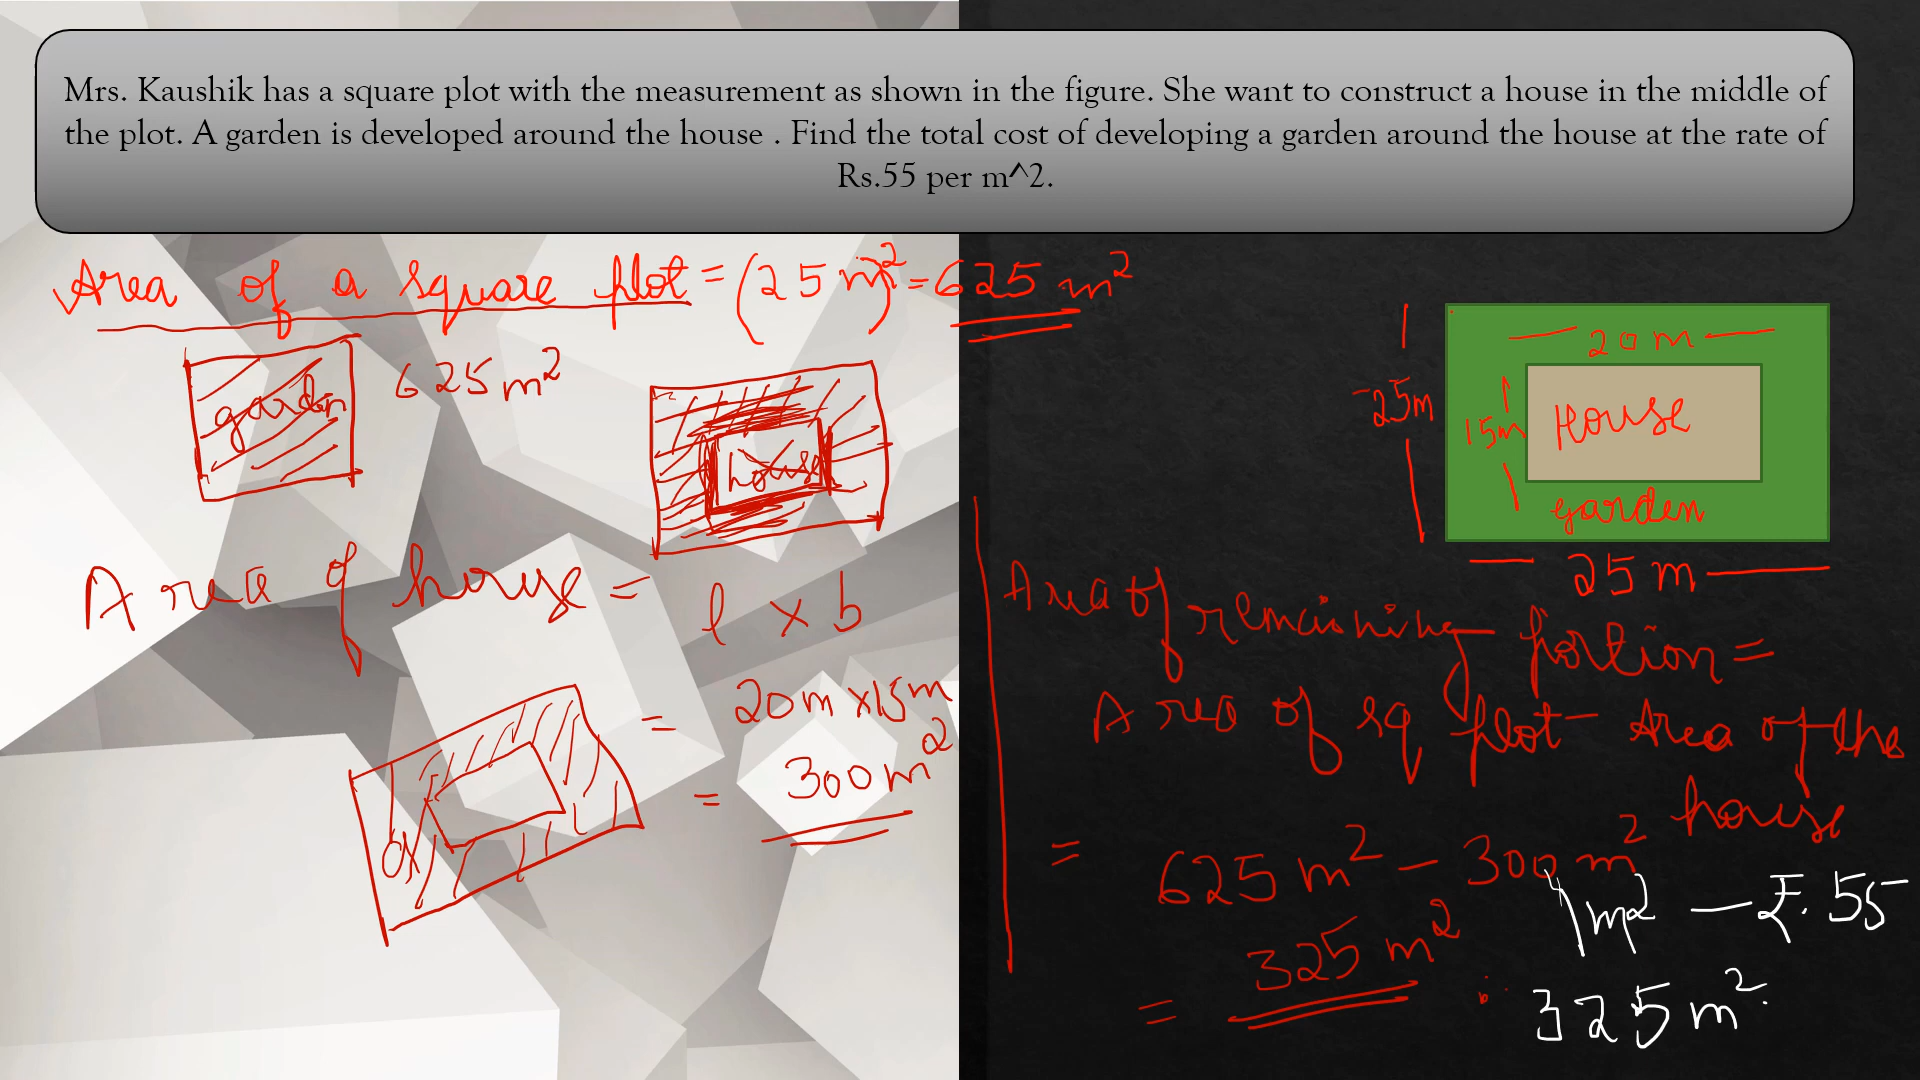 Mrs. Kaushik has a square plot with the measurement as shown in the figure. She want to construct a house in the middle of
the plot. A garden is developed around the house . Find the total cost of developing a garden around the house at the rate of
Rs.55 per m^2.
Area of a square plot = (25 m)² = 625 m²
garden
625 m²
house
Area of house = l × b
= 20m × 15m
= 300 m²
20 m
25m
15m
House
garden
25 m
Area of remaining portion =
Area of sq plot - Area of the
house
= 625 m² - 300 m²
= 325 m²
1 m² - ₹. 55
325 m²